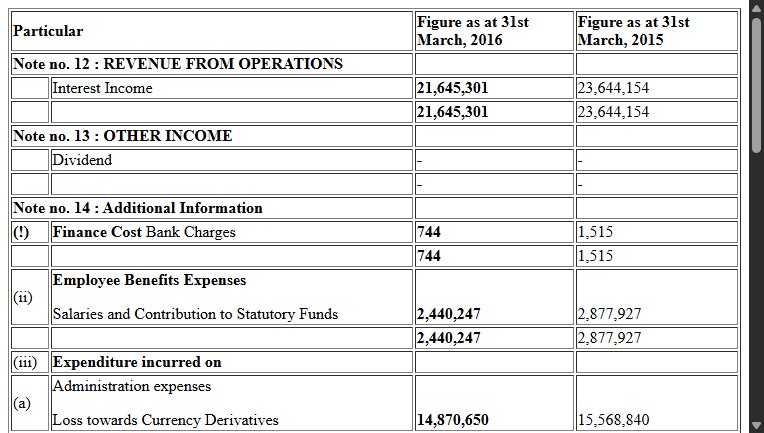 Particular
Figure as at 31st
March, 2016
Figure as at 31st
March, 2015
Note no. 12 : REVENUE FROM OPERATIONS
Interest Income 21,645,301 23,644,154
21,645,301 23,644,154
Note no. 13 : OTHER INCOME
Dividend - -
- -
Note no. 14 : Additional Information
(!) Finance Cost Bank Charges 744 1,515
744 1,515
(ii)
Employee Benefits Expenses
Salaries and Contribution to Statutory Funds 2,440,247 2,877,927
2,440,247 2,877,927
(iii) Expenditure incurred on
(a)
Administration expenses
Loss towards Currency Derivatives 14,870,650 15,568,840